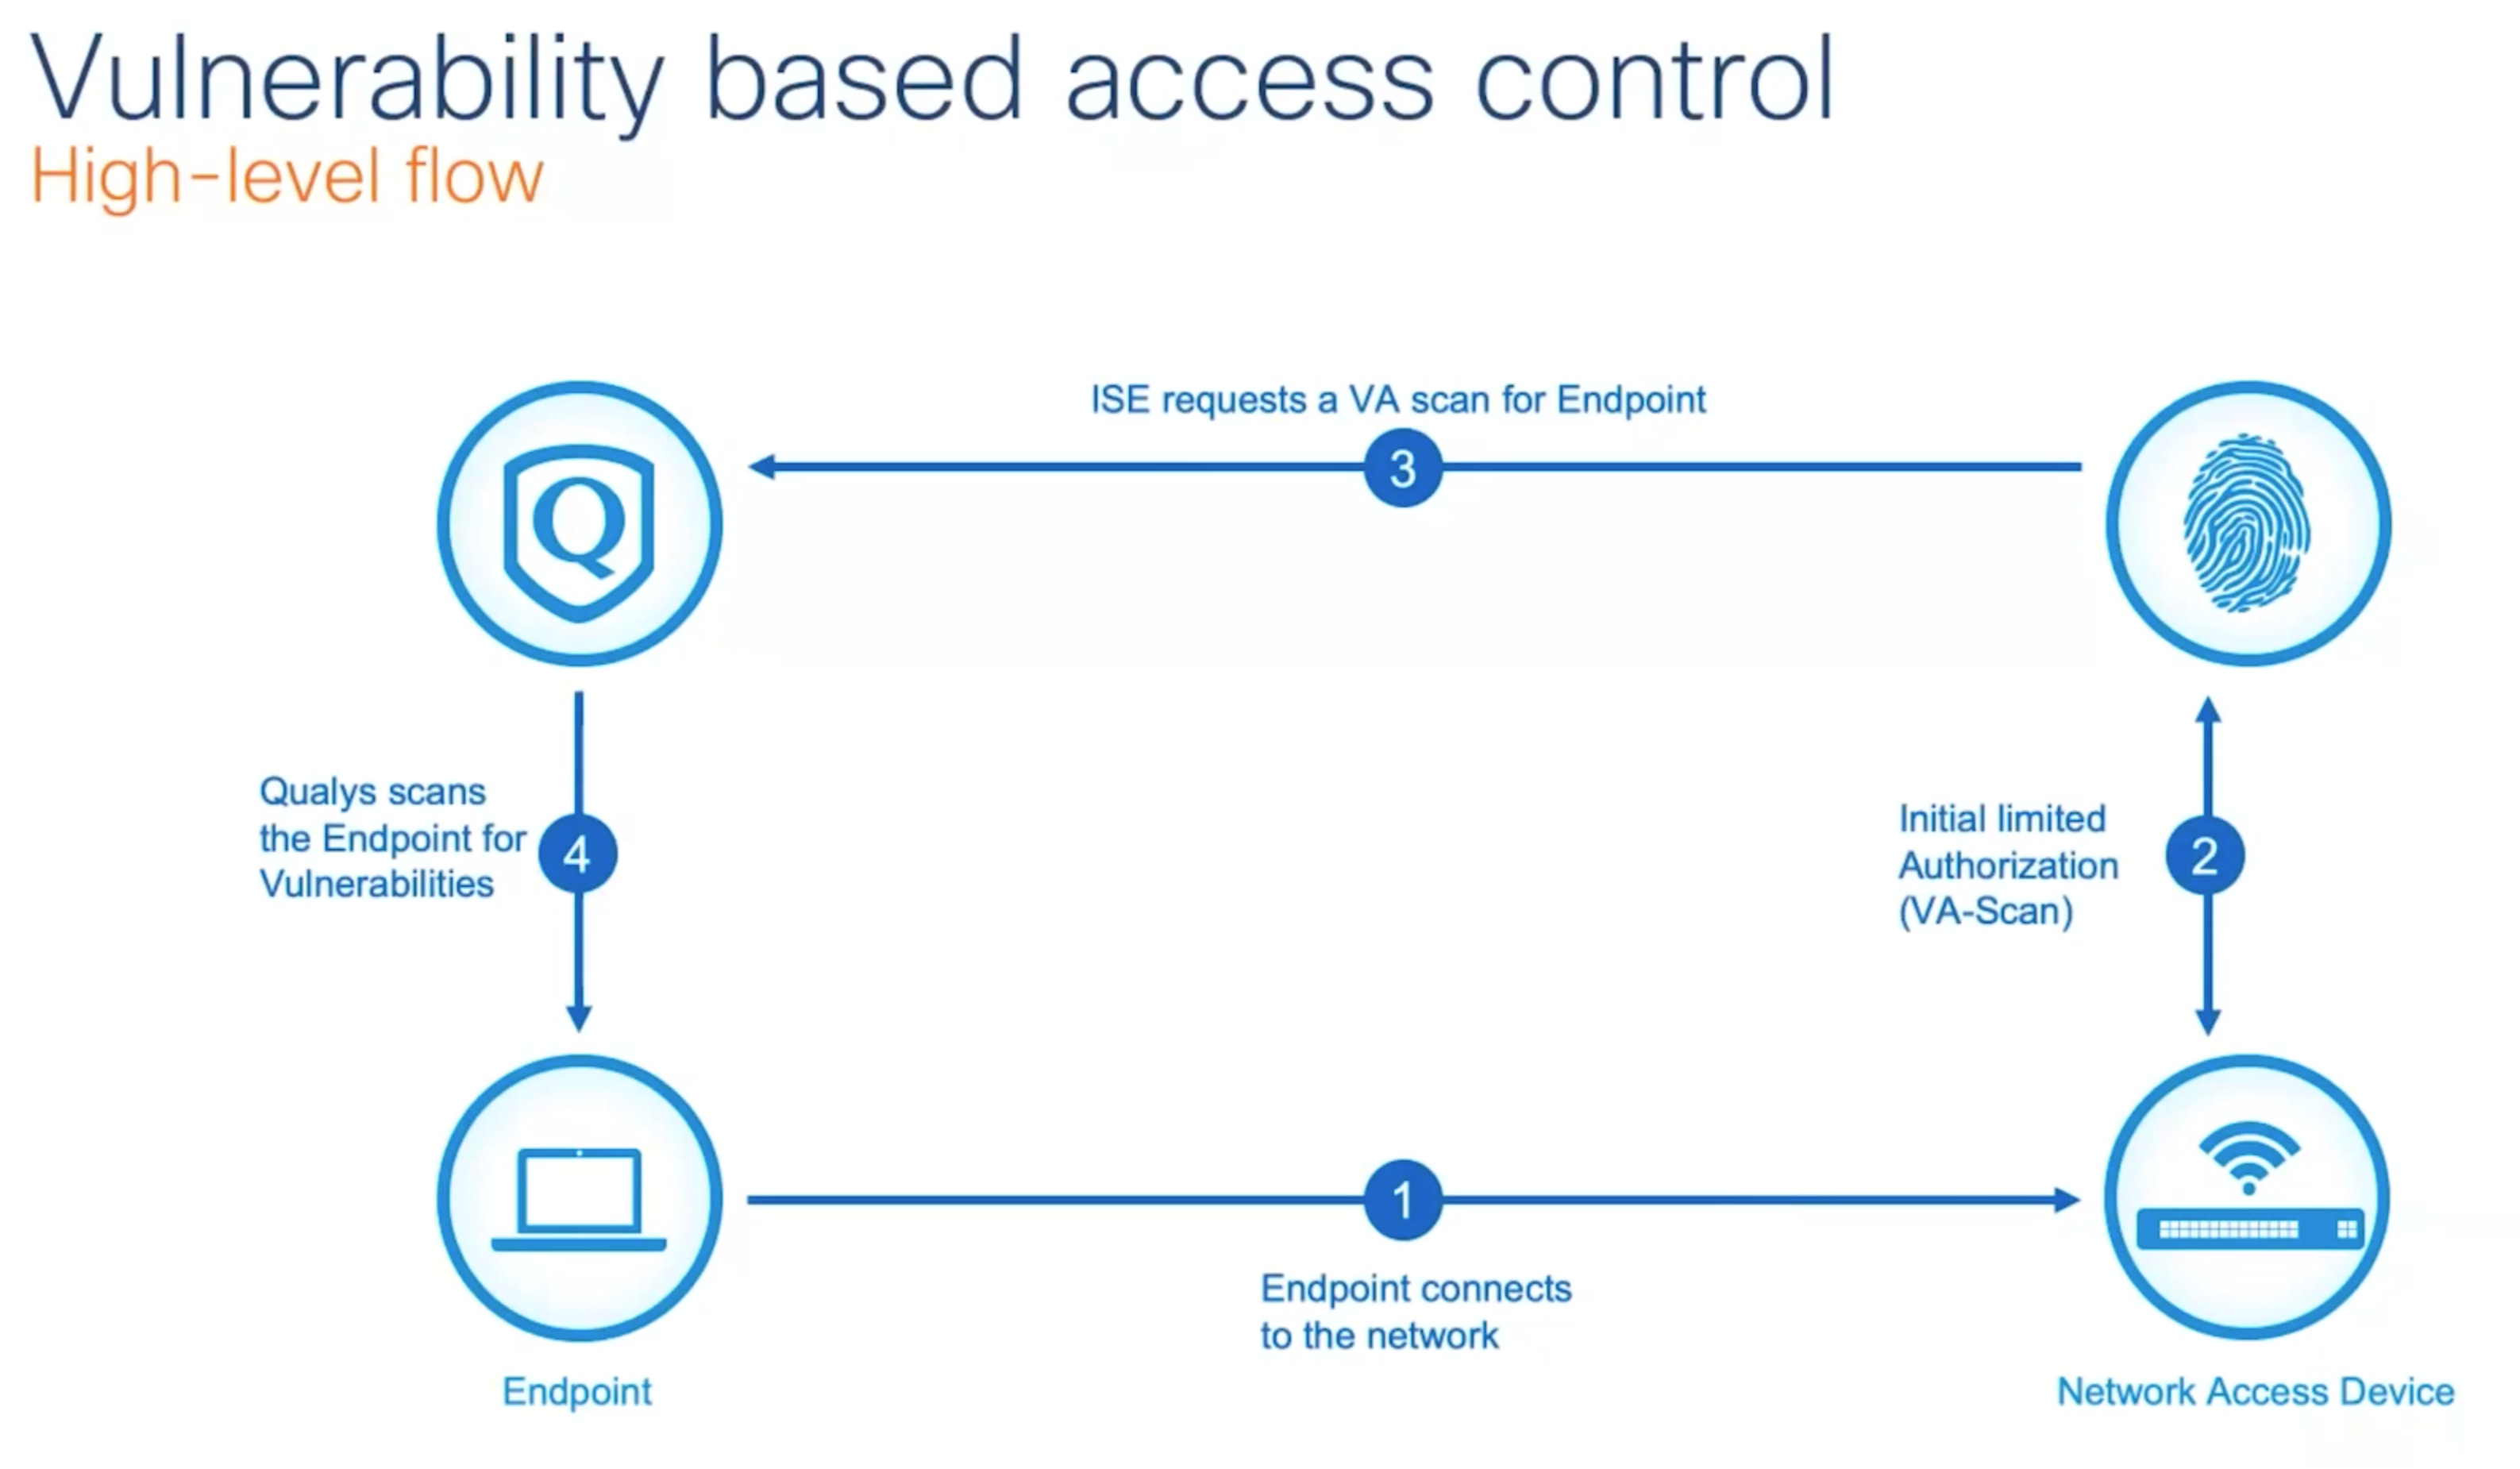 Vulnerability based access control
High-level flow
ISE requests a VA scan for Endpoint
3
Q
Qualys scans
the Endpoint for
Vulnerabilities
4
Initial limited
Authorization
(VA-Scan)
2
1
Endpoint connects
to the network
Endpoint
Network Access Device